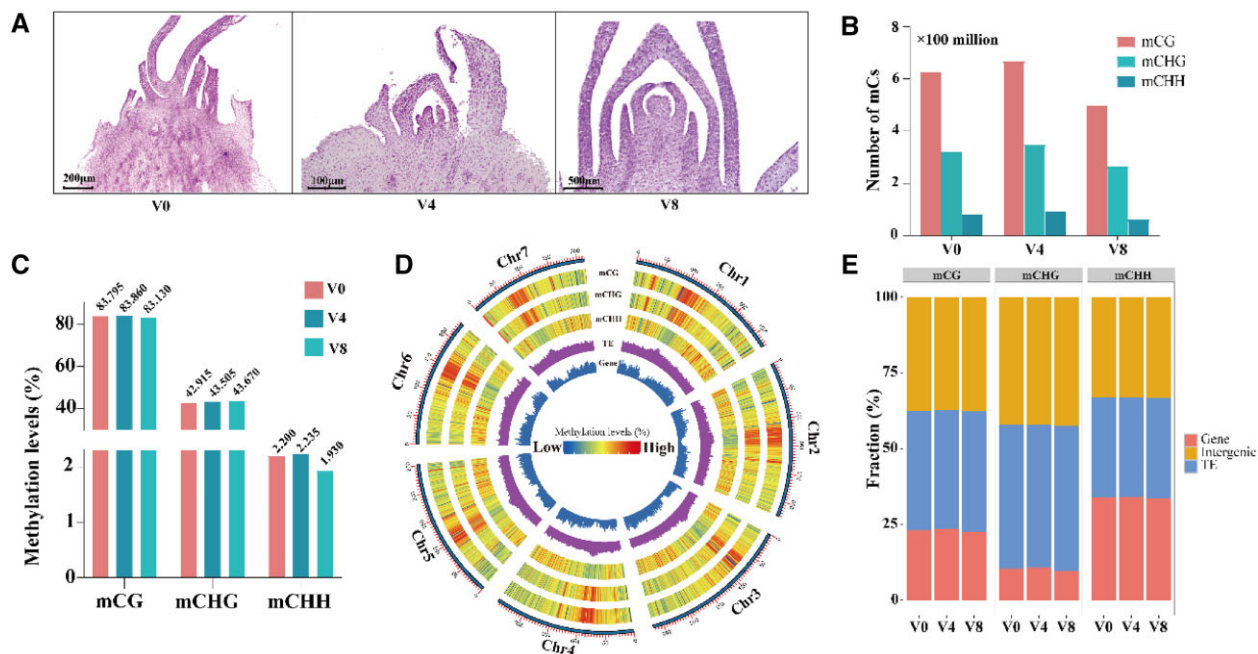 A
200μm
100μm
500μm
V0
V4
V8
B
×100 million
Number of mCs
8
6
4
2
0
mCG
mCHG
mCHH
V0
V4
V8
C
Methylation levels (%)
80
60
40
2
1
0
83.795
83.860
83.130
42.915
43.505
43.670
2.200
2.235
1.930
V0
V4
V8
mCG
mCHG
mCHH
D
Chr7
Chr1
Chr6
Chr2
Chr5
Chr3
Chr4
mCG
mCHG
mCHH
TE
Gene
Methylation levels (%)
Low
High
E
mCG
mCHG
mCHH
Fraction (%)
100
75
50
25
0
V0 V4 V8
V0 V4 V8
V0 V4 V8
Gene
Intergenic
TE